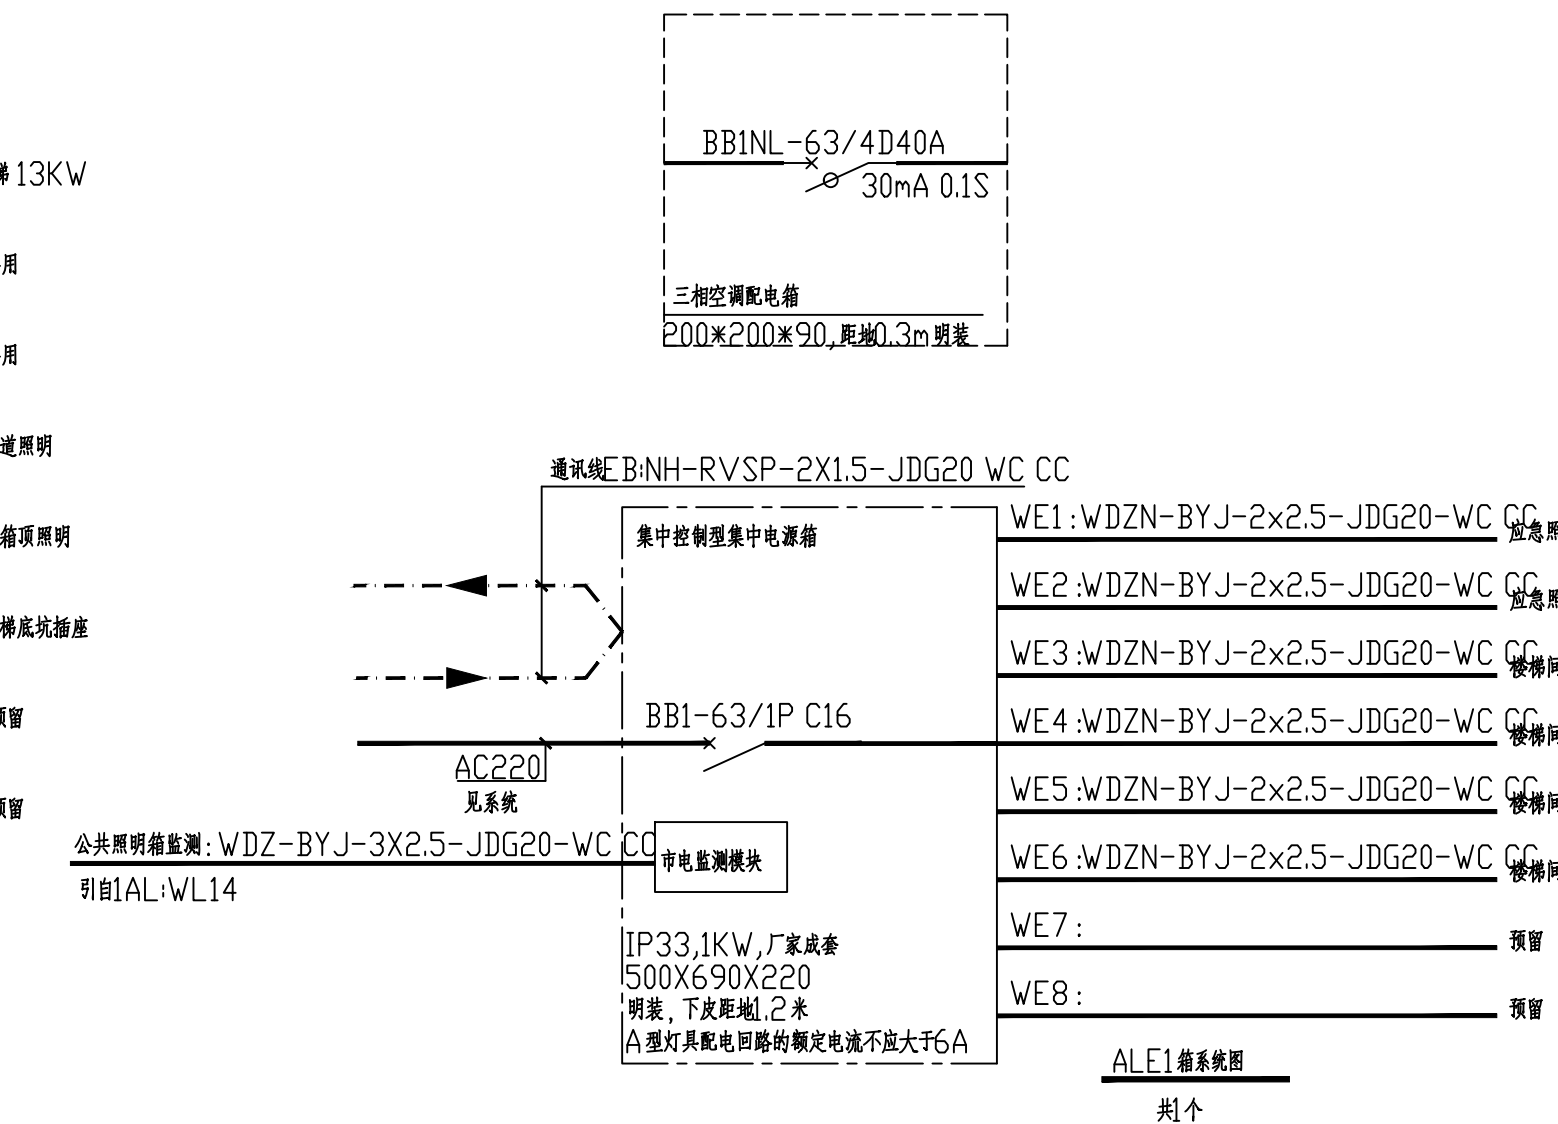 BB1NL-63/4D40A
30mA 0.1S
三相空调配电箱
200*200*90,距地0.3m明装
梯13KW
用
用
道照明
箱顶照明
梯底坑插座
预留
预留
通讯线EB:NH-RVSP-2X1.5-JDG20 WC CC
集中控制型集中电源箱
BB1-63/1P C16
AC220
见系统
公共照明箱监测:WDZ-BYJ-3X2.5-JDG20-WC CC
引自1AL:WL14
市电监测模块
IP33,1KW,厂家成套
500X690X220
明装,下皮距地1.2米
A型灯具配电回路的额定电流不应大于6A
WE1:WDZN-BYJ-2x2.5-JDG20-WC CC 应急照
WE2:WDZN-BYJ-2x2.5-JDG20-WC CC 应急照
WE3:WDZN-BYJ-2x2.5-JDG20-WC CC 楼梯间
WE4:WDZN-BYJ-2x2.5-JDG20-WC CC 楼梯间
WE5:WDZN-BYJ-2x2.5-JDG20-WC CC 楼梯间
WE6:WDZN-BYJ-2x2.5-JDG20-WC CC 楼梯间
WE7: 预留
WE8: 预留
ALE1箱系统图
共1个